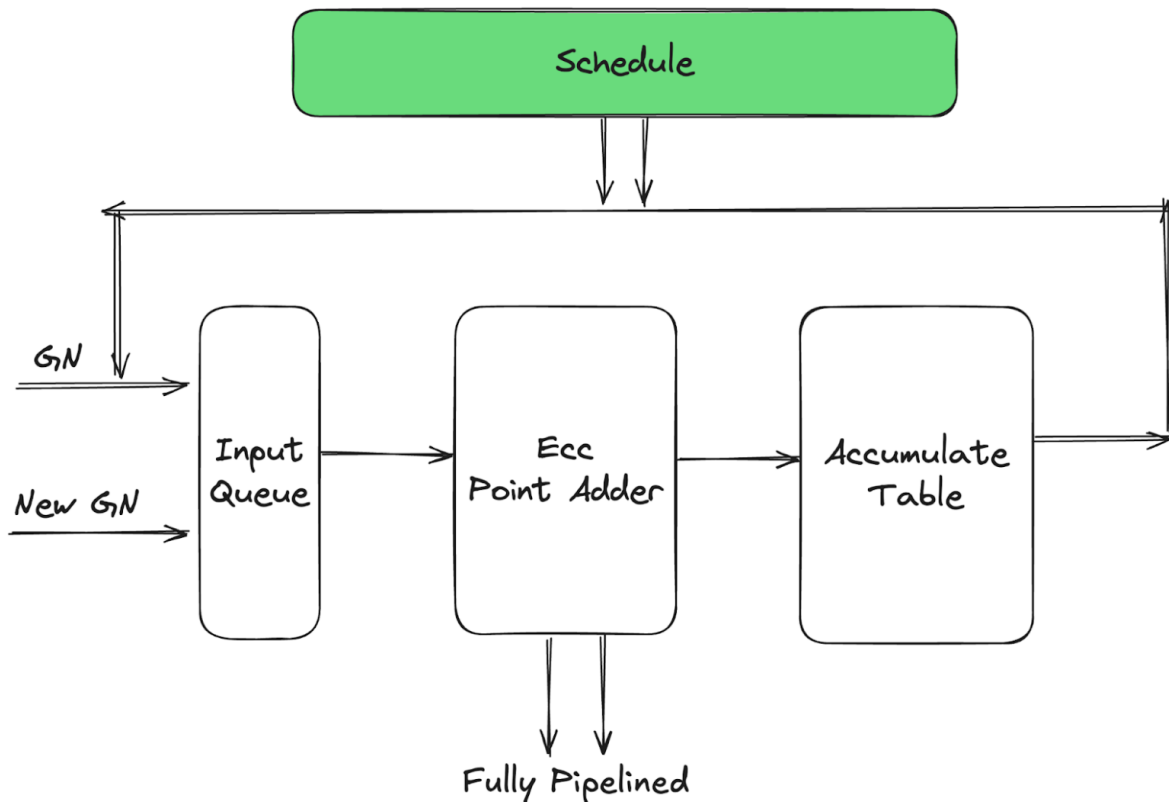 Schedule
GN
New GN
Input
Queue
Ecc
Point Adder
Accumulate
Table
Fully Pipelined